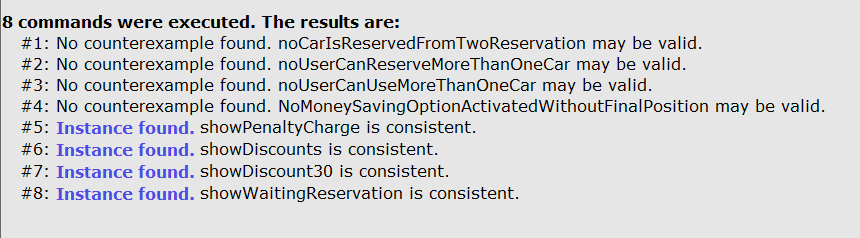 8 commands were executed. The results are:
#1: No counterexample found. noCarIsReservedFromTwoReservation may be valid.
#2: No counterexample found. noUserCanReserveMoreThanOneCar may be valid.
#3: No counterexample found. noUserCanUseMoreThanOneCar may be valid.
#4: No counterexample found. NoMoneySavingOptionActivatedWithoutFinalPosition may be valid.
#5: Instance found. showPenaltyCharge is consistent.
#6: Instance found. showDiscounts is consistent.
#7: Instance found. showDiscount30 is consistent.
#8: Instance found. showWaitingReservation is consistent.